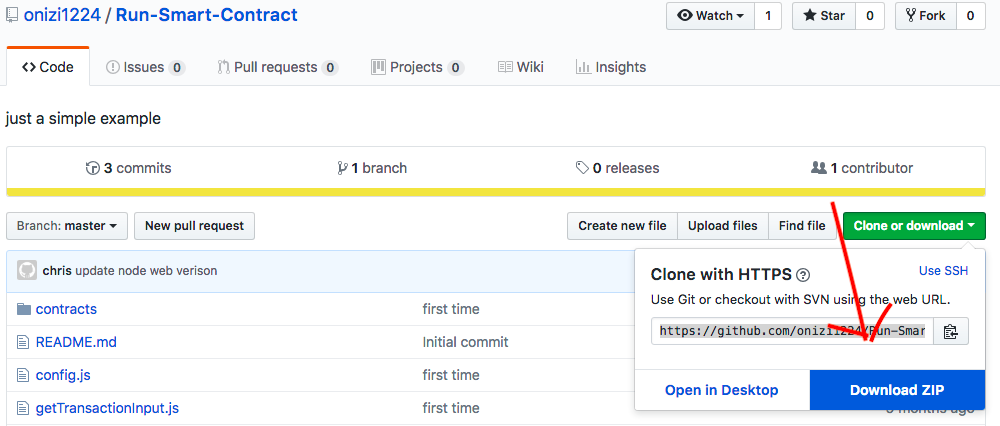 onizi1224 / Run-Smart-Contract
Watch 1 Star 0 Fork 0
Code Issues 0 Pull requests 0 Projects 0 Wiki Insights
just a simple example
3 commits 1 branch 0 releases 1 contributor
Branch: master New pull request Create new file Upload files Find file Clone or download
chris update node web verison
contracts first time
README.md Initial commit
config.js first time
getTransactionInput.js first time
Clone with HTTPS ? Use SSH
Use Git or checkout with SVN using the web URL.
https://github.com/onizi1224/Run-Smar
Open in Desktop Download ZIP
months ago